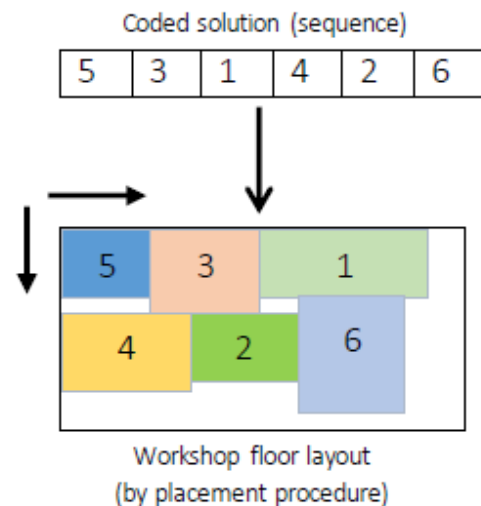 Coded solution (sequence)
5 3 1 4 2 6
5 3 1
4 2 6
Workshop floor layout
(by placement procedure)